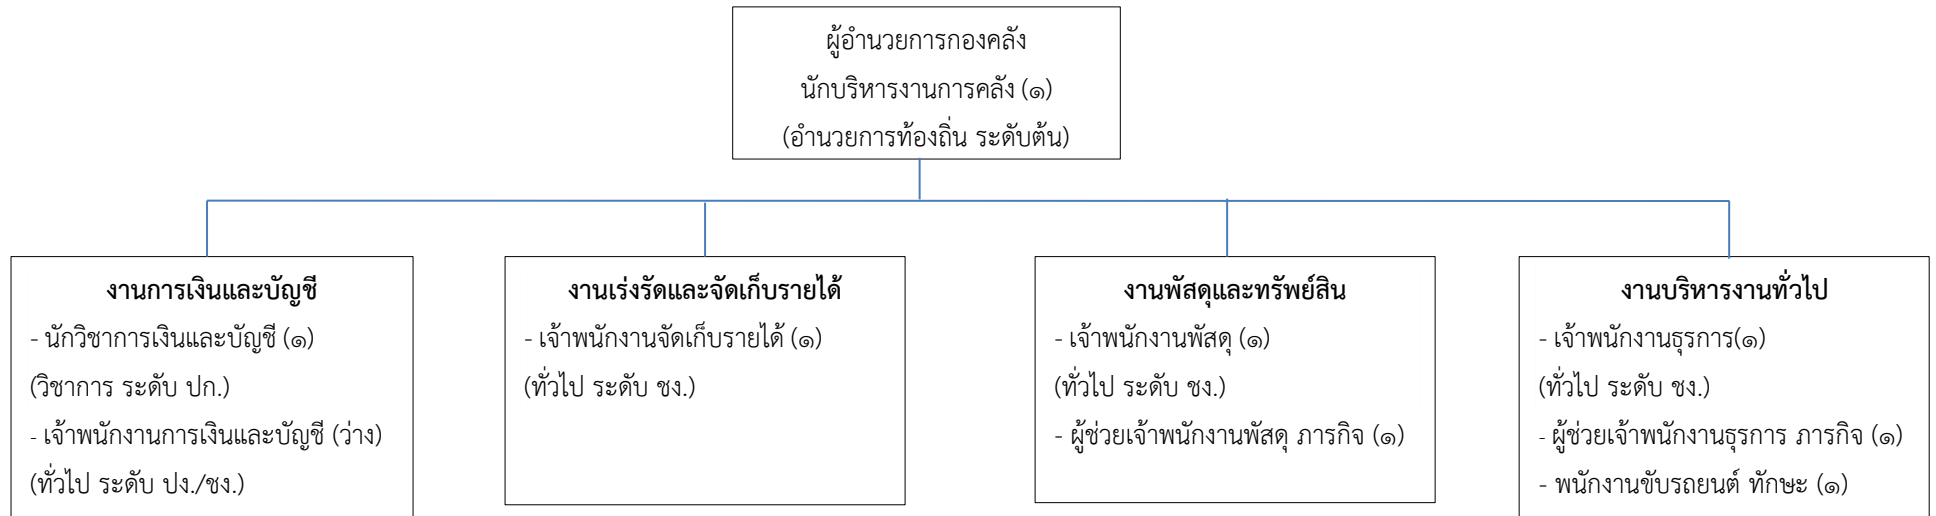 ผู้อำนวยการกองคลัง
นักบริหารงานการคลัง (๑)
(อำนวยการท้องถิ่น ระดับต้น)
งานการเงินและบัญชี
- นักวิชาการเงินและบัญชี (๑)
(วิชาการ ระดับ ปก.)
- เจ้าพนักงานการเงินและบัญชี (ว่าง)
(ทั่วไป ระดับ ปง./ชง.)
งานเร่งรัดและจัดเก็บรายได้
- เจ้าพนักงานจัดเก็บรายได้ (๑)
(ทั่วไป ระดับ ชง.)
งานพัสดุและทรัพย์สิน
- เจ้าพนักงานพัสดุ (๑)
(ทั่วไป ระดับ ชง.)
- ผู้ช่วยเจ้าพนักงานพัสดุ ภารกิจ (๑)
งานบริหารงานทั่วไป
- เจ้าพนักงานธุรการ(๑)
(ทั่วไป ระดับ ชง.)
- ผู้ช่วยเจ้าพนักงานธุรการ ภารกิจ (๑)
- พนักงานขับรถยนต์ ทักษะ (๑)